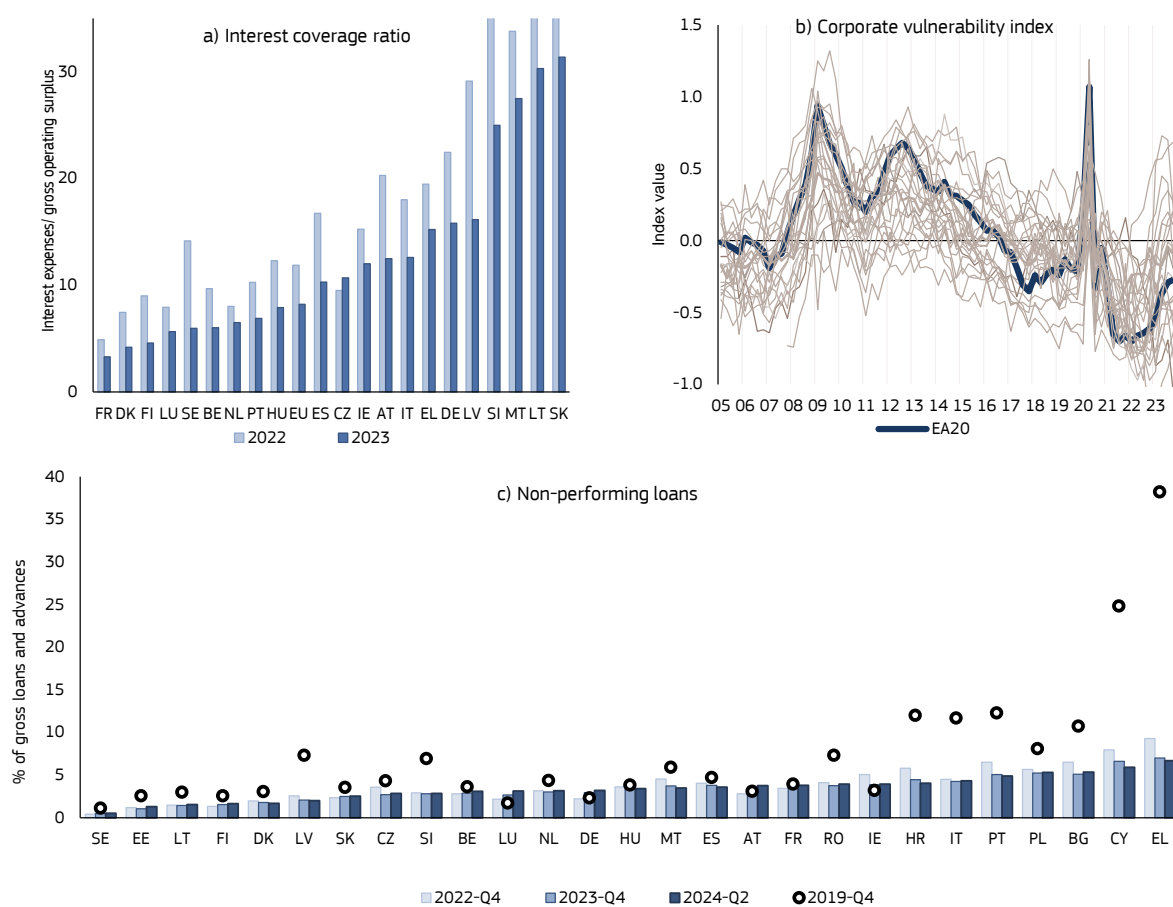 a) Interest coverage ratio
Interest expenses/ gross operating surplus
30
20
10
0
FR DK FI LU SE BE NL PT HU EU ES CZ IE AT IT EL DE LV SI MT LT SK
2022 2023
b) Corporate vulnerability index
Index value
1.5
1.0
0.5
0.0
-0.5
-1.0
05 06 07 08 09 10 11 12 13 14 15 16 17 18 19 20 21 22 23
EA20
c) Non-performing loans
% of gross loans and advances
40
35
30
25
20
15
10
5
0
SE EE LT FI DK LV SK CZ SI BE LU NL DE HU MT ES AT FR RO IE HR IT PT PL BG CY EL
2022-Q4 2023-Q4 2024-Q2 2019-Q4